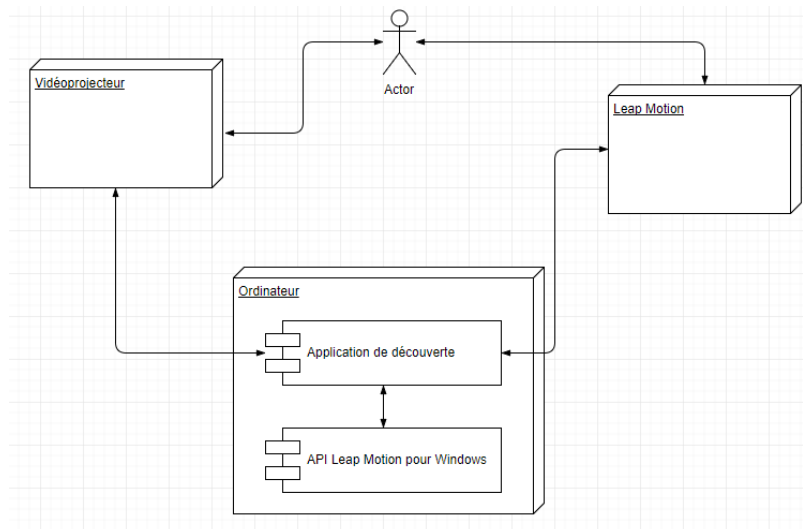 Actor
Vidéoprojecteur
Leap Motion
Ordinateur
Application de découverte
API Leap Motion pour Windows